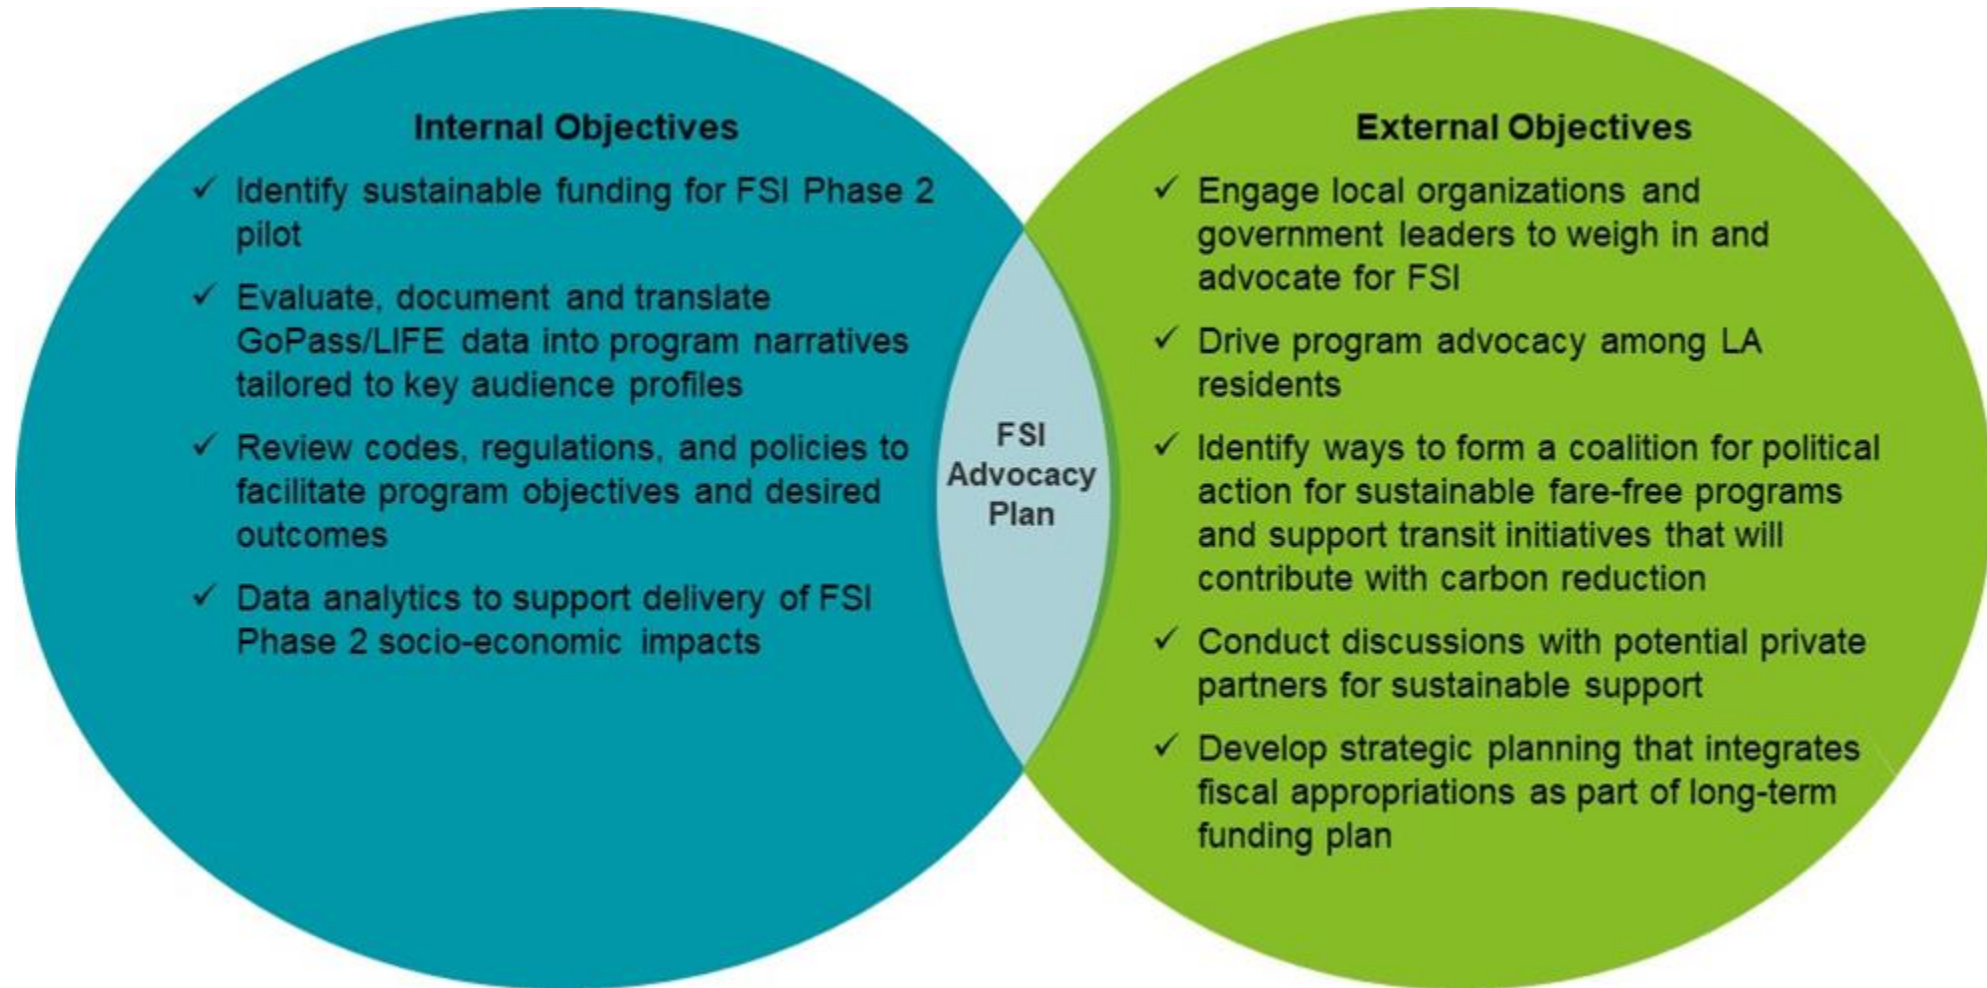 Internal Objectives
✓ Identify sustainable funding for FSI Phase 2
pilot
✓ Evaluate, document and translate
GoPass/LIFE data into program narratives
tailored to key audience profiles
✓ Review codes, regulations, and policies to
facilitate program objectives and desired
outcomes
✓ Data analytics to support delivery of FSI
Phase 2 socio-economic impacts
FSI
Advocacy
Plan
External Objectives
✓ Engage local organizations and
government leaders to weigh in and
advocate for FSI
✓ Drive program advocacy among LA
residents
✓ Identify ways to form a coalition for political
action for sustainable fare-free programs
and support transit initiatives that will
contribute with carbon reduction
✓ Conduct discussions with potential private
partners for sustainable support
✓ Develop strategic planning that integrates
fiscal appropriations as part of long-term
funding plan